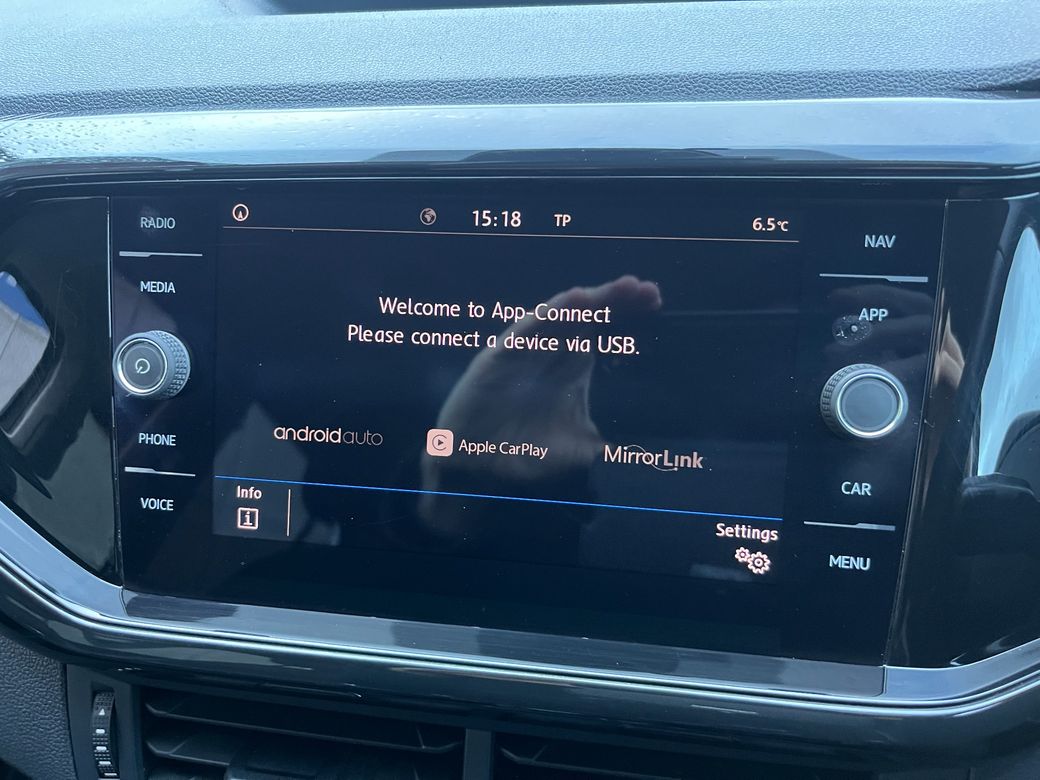 RADIO
MEDIA
PHONE
VOICE
15:18 TP 6.5°C
Welcome to App-Connect
Please connect a device via USB.
androidauto Apple CarPlay MirrorLink
Info
i
Settings
NAV
APP
CAR
MENU